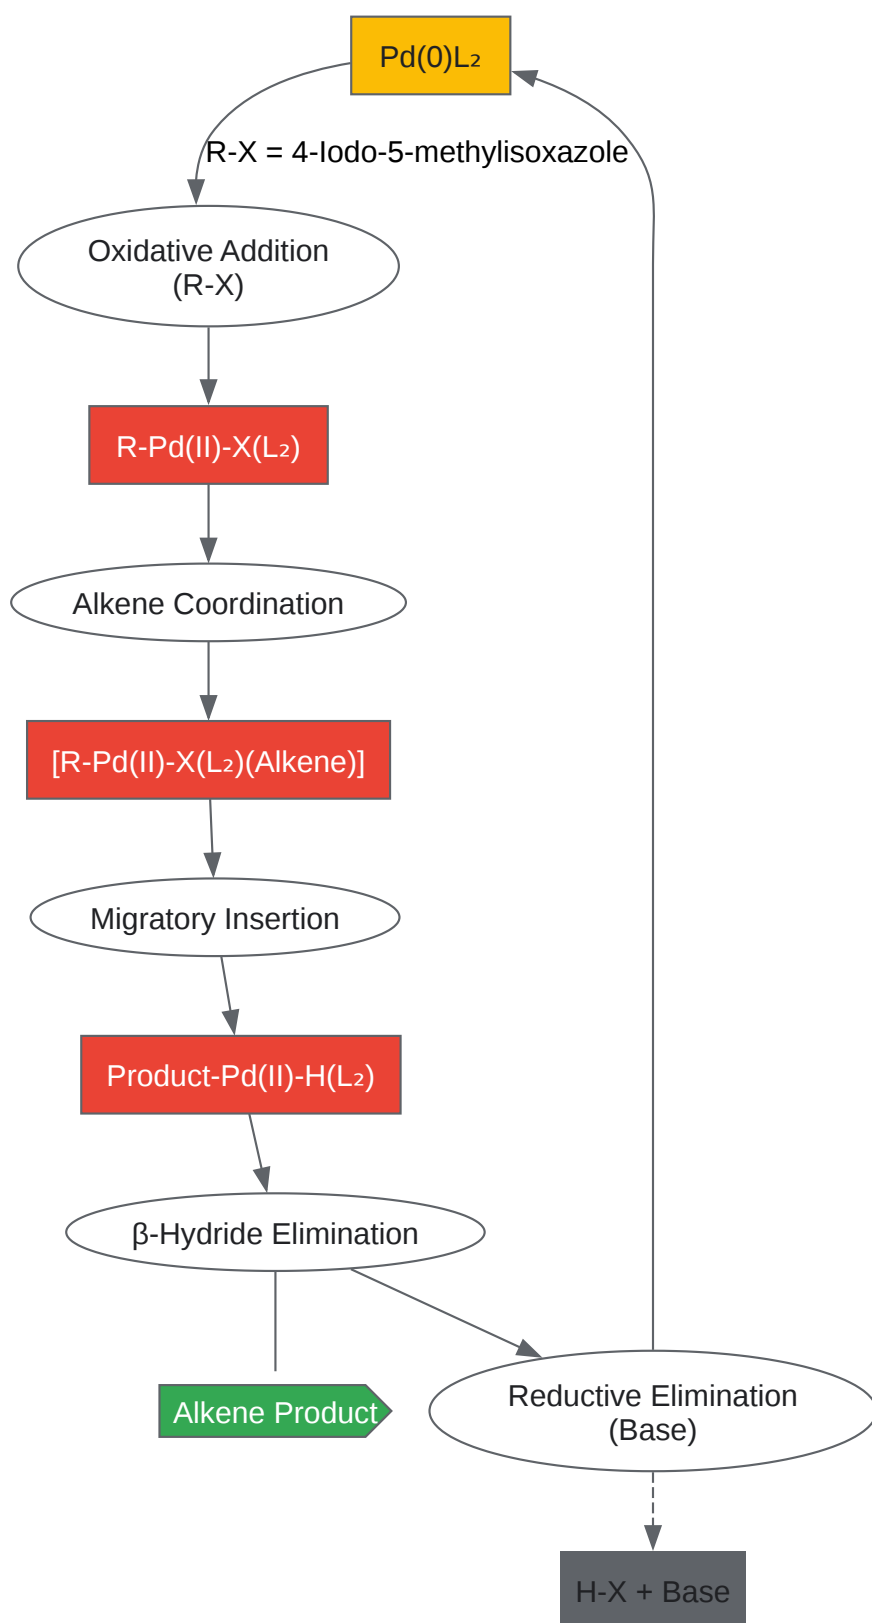 Pd(0)L₂
R-X = 4-Iodo-5-methylisoxazole
Oxidative Addition
(R-X)
R-Pd(II)-X(L₂)
Alkene Coordination
[R-Pd(II)-X(L₂)(Alkene)]
Migratory Insertion
Product-Pd(II)-H(L₂)
β-Hydride Elimination
Alkene Product
Reductive Elimination
(Base)
H-X + Base